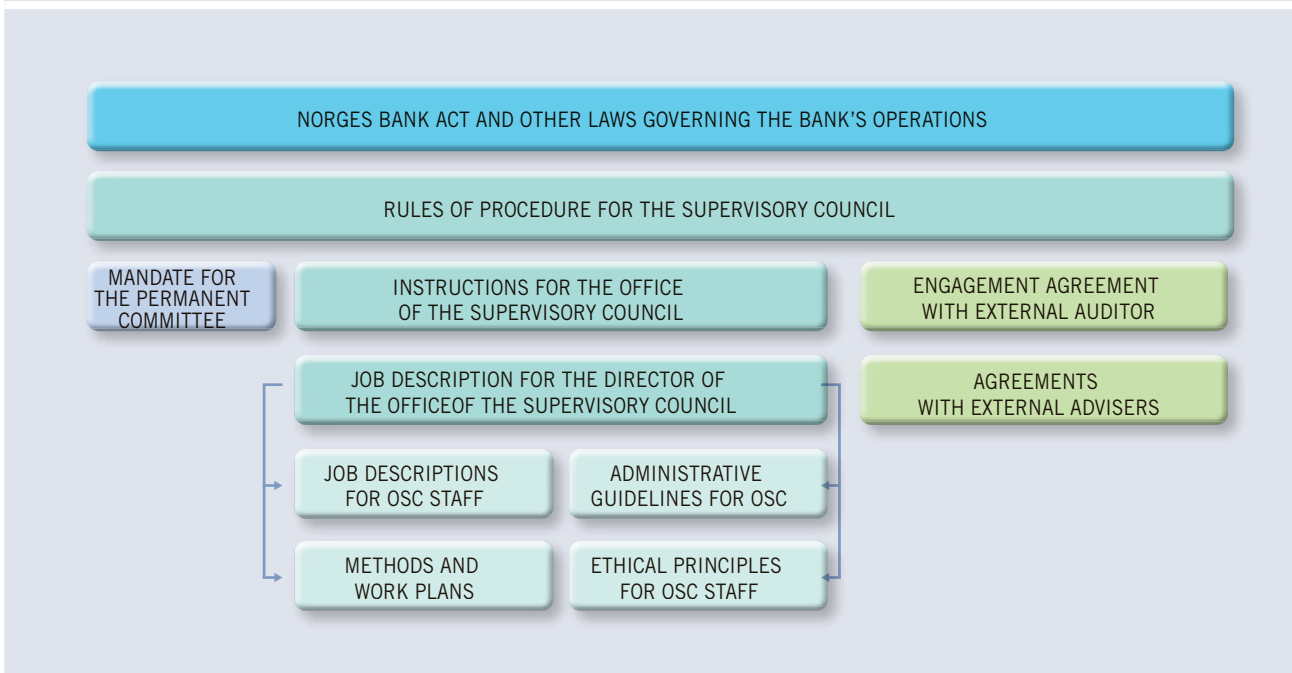 NORGES BANK ACT AND OTHER LAWS GOVERNING THE BANK'S OPERATIONS
RULES OF PROCEDURE FOR THE SUPERVISORY COUNCIL
MANDATE FOR
THE PERMANENT
COMMITTEE
INSTRUCTIONS FOR THE OFFICE
OF THE SUPERVISORY COUNCIL
ENGAGEMENT AGREEMENT
WITH EXTERNAL AUDITOR
JOB DESCRIPTION FOR THE DIRECTOR OF
THE OFFICEOF THE SUPERVISORY COUNCIL
AGREEMENTS
WITH EXTERNAL ADVISERS
JOB DESCRIPTIONS
FOR OSC STAFF
ADMINISTRATIVE
GUIDELINES FOR OSC
METHODS AND
WORK PLANS
ETHICAL PRINCIPLES
FOR OSC STAFF